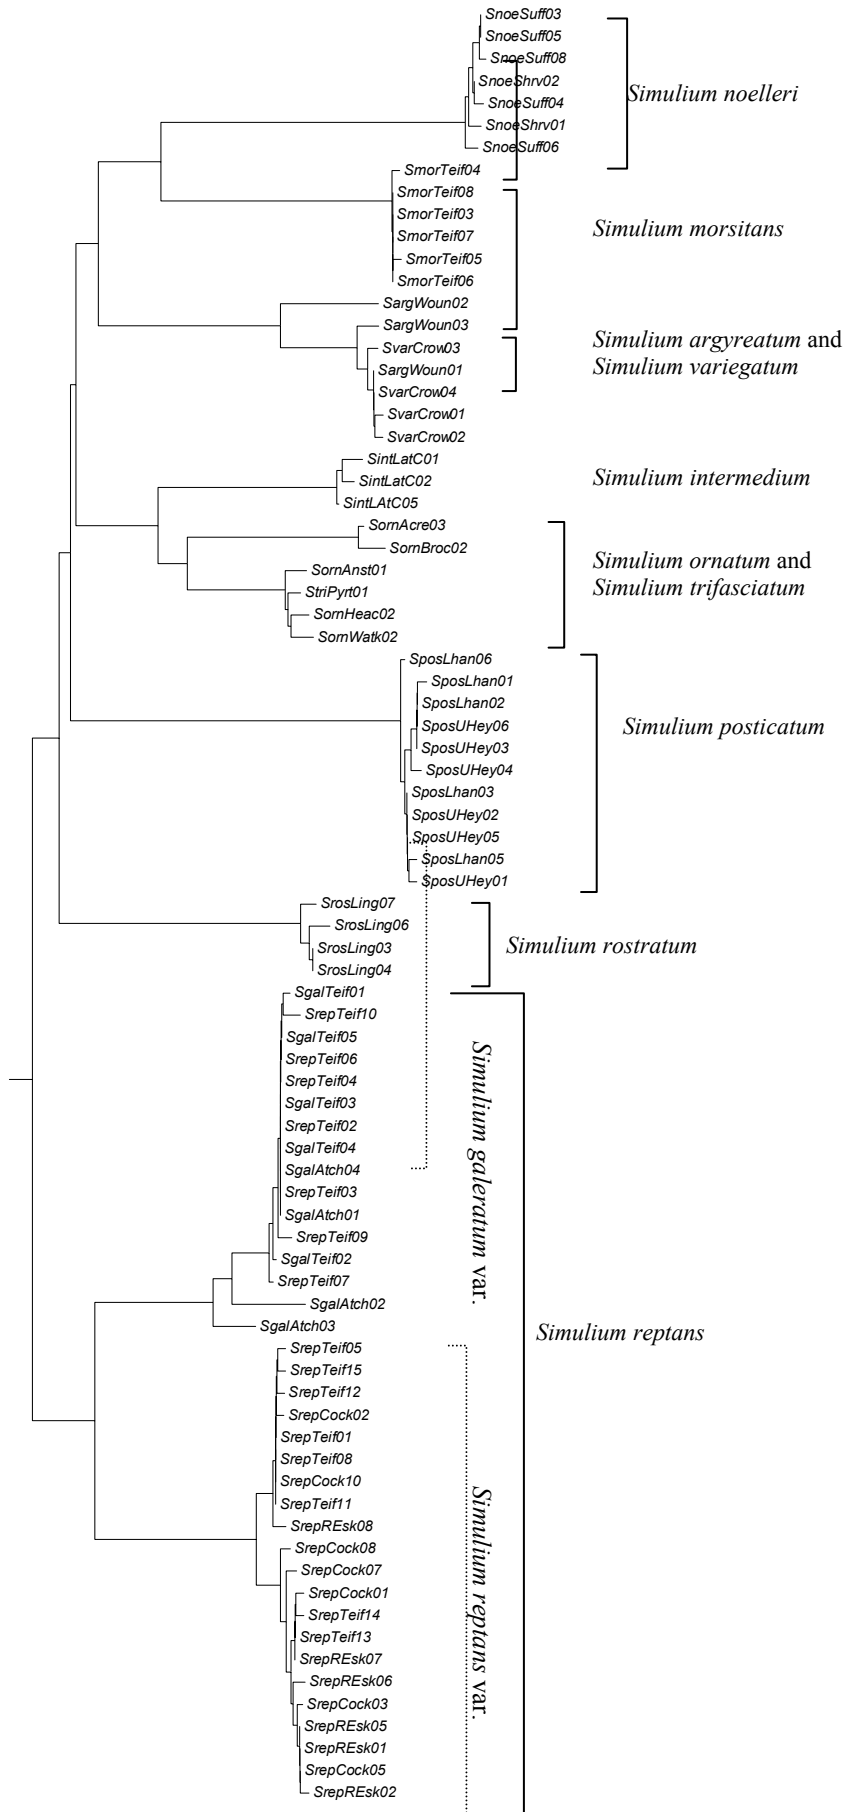 SnoeSuff03
SnoeSuff05
SnoeSuff08
SnoeShrv02
SnoeSuff04
SnoeShrv01
SnoeSuff06
Simulium noelleri
SmorTeif04
SmorTeif08
SmorTeif03
SmorTeif07
SmorTeif05
SmorTeif06
Simulium morsitans
SargWoun02
SargWoun03
SvarCrow03
SargWoun01
SvarCrow04
SvarCrow01
SvarCrow02
Simulium argyreatum and
Simulium variegatum
SintLatC01
SintLatC02
SintLAtC05
Simulium intermedium
SornAcre03
SornBroc02
SornAnst01
StriPyrt01
SornHeac02
SornWatk02
Simulium ornatum and
Simulium trifasciatum
SposLhan06
SposLhan01
SposLhan02
SposUHey06
SposUHey03
SposUHey04
SposLhan03
SposUHey02
SposUHey05
SposLhan05
SposUHey01
Simulium posticatum
SrosLing07
SrosLing06
SrosLing03
SrosLing04
Simulium rostratum
SgalTeif01
SrepTeif10
SgalTeif05
SrepTeif06
SrepTeif04
SgalTeif03
SrepTeif02
SgalTeif04
SgalAtch04
SrepTeif03
SgalAtch01
SrepTeif09
SgalTeif02
SrepTeif07
SgalAtch02
SgalAtch03
Simulium galeratum var.
Simulium reptans
SrepTeif05
SrepTeif15
SrepTeif12
SrepCock02
SrepTeif01
SrepTeif08
SrepCock10
SrepTeif11
SrepREsk08
SrepCock08
SrepCock07
SrepCock01
SrepTeif14
SrepTeif13
SrepREsk07
SrepREsk06
SrepCock03
SrepREsk05
SrepREsk01
SrepCock05
SrepREsk02
Simulium reptans var.